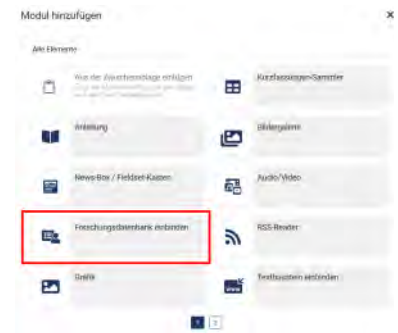 Modul hinzufügen
×
Alle Elemente
Aus der Zwischenablage einfügen
Kurzfassungen-Sammler
Anleitung
Bildergalerie
News-Box / Fieldset-Kasten
Audio/Video
Forschungsdatenbank einbinden
RSS-Reader
Grafik
Textbaustein einbinden
1 2